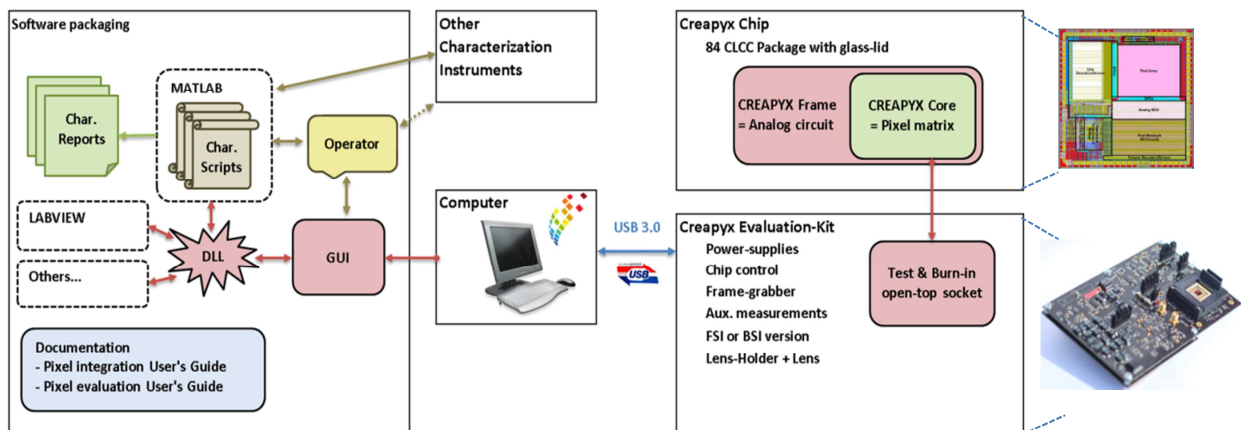 Software packaging
Char.
Reports
MATLAB
Char.
Scripts
Operator
LABVIEW
Others...
DLL
GUI
Documentation
- Pixel integration User's Guide
- Pixel evaluation User's Guide
Other
Characterization
Instruments
Computer
USB 3.0
USB
Creapyx Chip
84 CLCC Package with glass-lid
CREAPYX Frame
= Analog circuit
CREAPYX Core
= Pixel matrix
Creapyx Evaluation-Kit
Power-supplies
Chip control
Frame-grabber
Aux. measurements
FSI or BSI version
Lens-Holder + Lens
Test & Burn-in
open-top socket
Pixel Array
Analog MUX